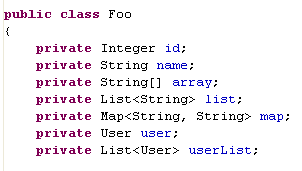 public class Foo
{
    private Integer id;
    private String name;
    private String[] array;
    private List<String> list;
    private Map<String, String> map;
    private User user;
    private List<User> userList;